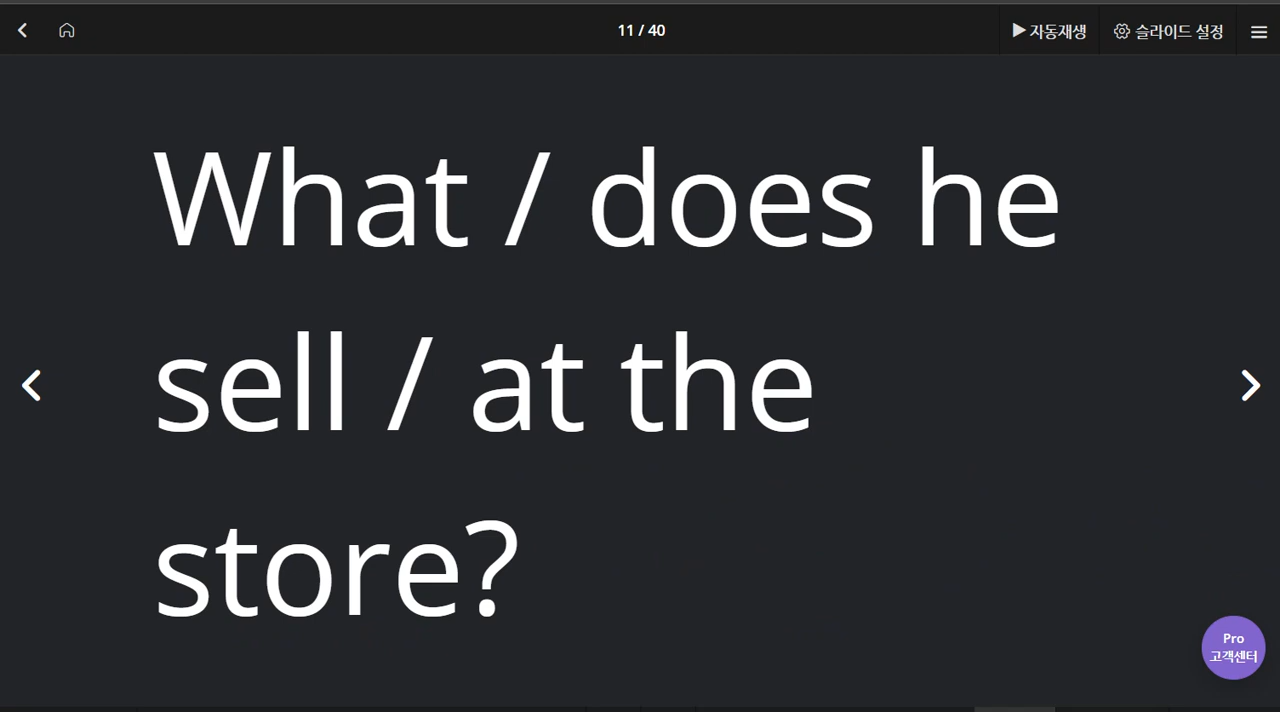 11 / 40
▶ 자동재생
슬라이드 설정
What / does he
sell / at the
store?
Pro
고객센터